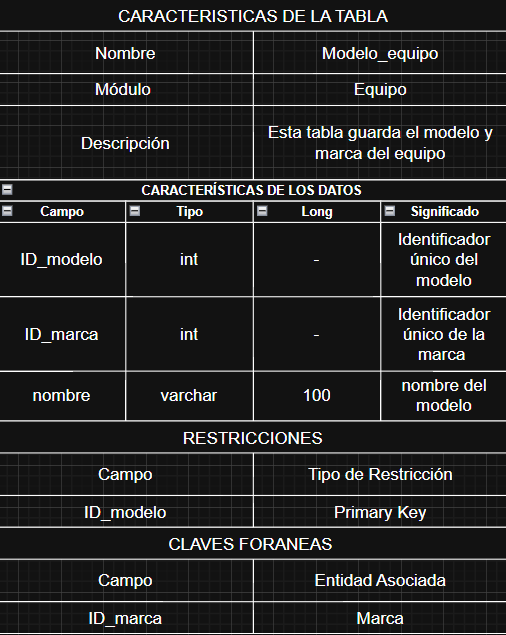 CARACTERISTICAS DE LA TABLA
Nombre Modelo_equipo
Módulo Equipo
Descripción Esta tabla guarda el modelo y
marca del equipo
CARACTERÍSTICAS DE LOS DATOS
Campo Tipo Long Significado
ID_modelo int - Identificador
único del
modelo
ID_marca int - Identificador
único de la
marca
nombre varchar 100 nombre del
modelo
RESTRICCIONES
Campo Tipo de Restricción
ID_modelo Primary Key
CLAVES FORANEAS
Campo Entidad Asociada
ID_marca Marca